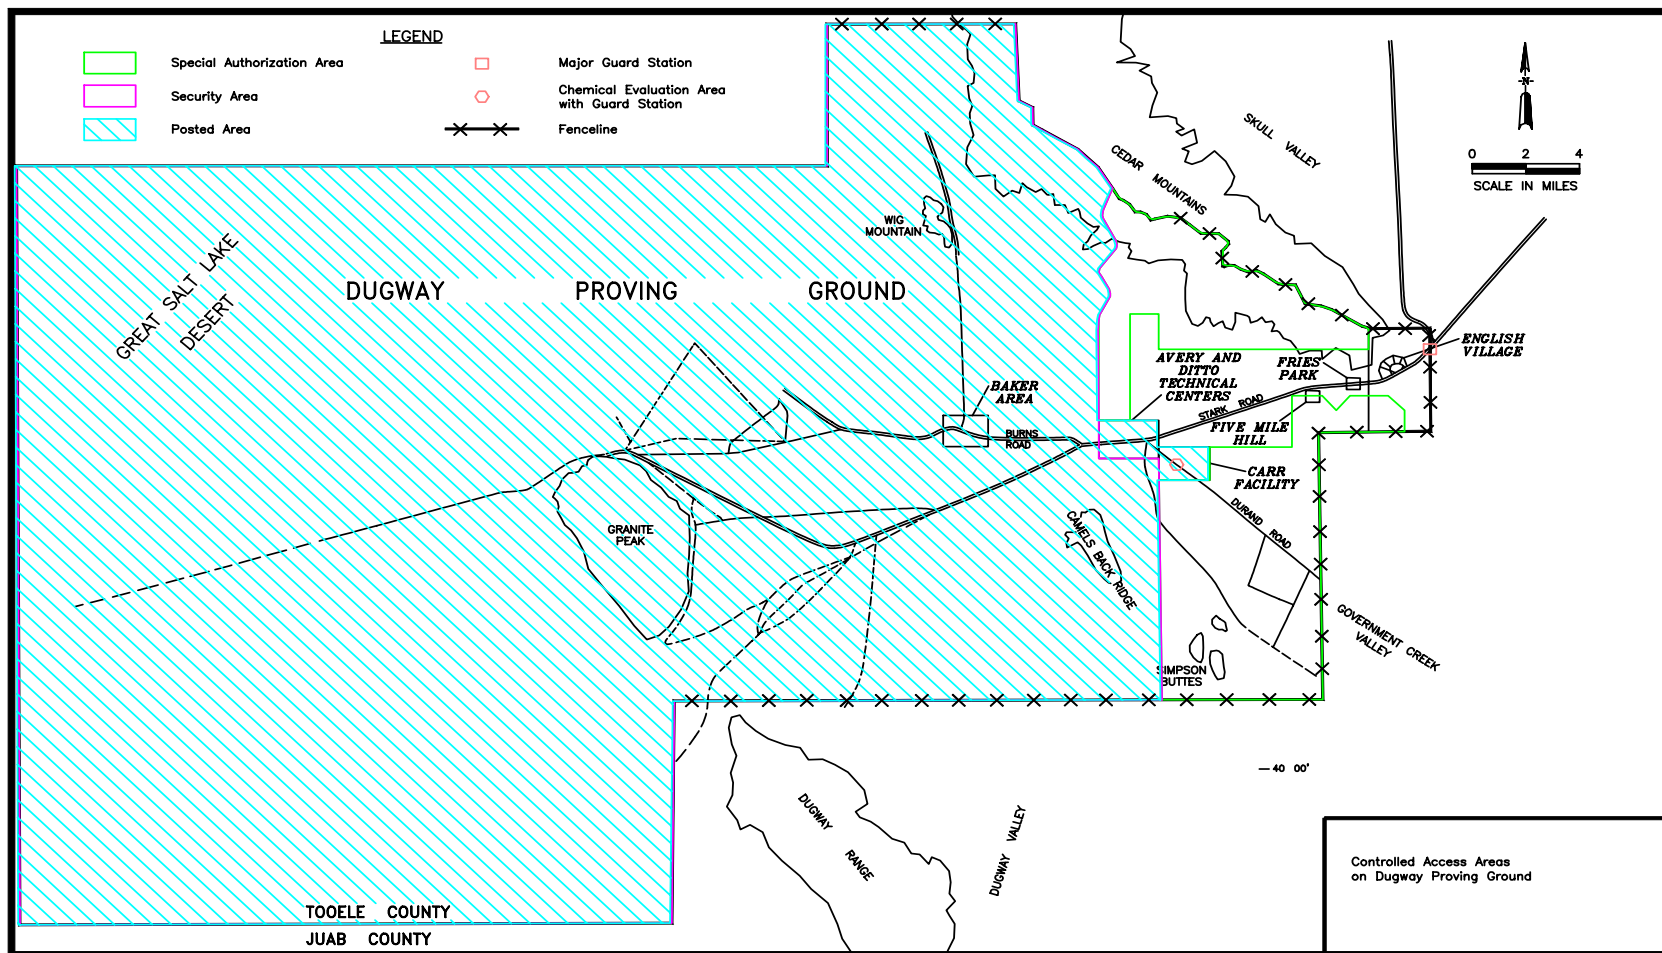 LEGEND
Special Authorization Area
Security Area
Posted Area
Major Guard Station
Chemical Evaluation Area
with Guard Station
Fenceline
-N-
0 2 4
SCALE IN MILES
SKULL VALLEY
CEDAR MOUNTAINS
WIG
MOUNTAIN
GREAT SALT LAKE
DESERT
DUGWAY PROVING GROUND
ENGLISH
VILLAGE
AVERY AND
DITTO
TECHNICAL
CENTERS
FRIES
PARK
BAKER
AREA
STARK ROAD
BURNS
ROAD
FIVE MILE
HILL
CARR
FACILITY
DURAND ROAD
GRANITE
PEAK
CAMELS BACK RIDGE
GOVERNMENT CREEK
VALLEY
SIMPSON
BUTTES
40 00'
DUGWAY
RANGE
DUGWAY VALLEY
TOOELE COUNTY
JUAB COUNTY
Controlled Access Areas
on Dugway Proving Ground